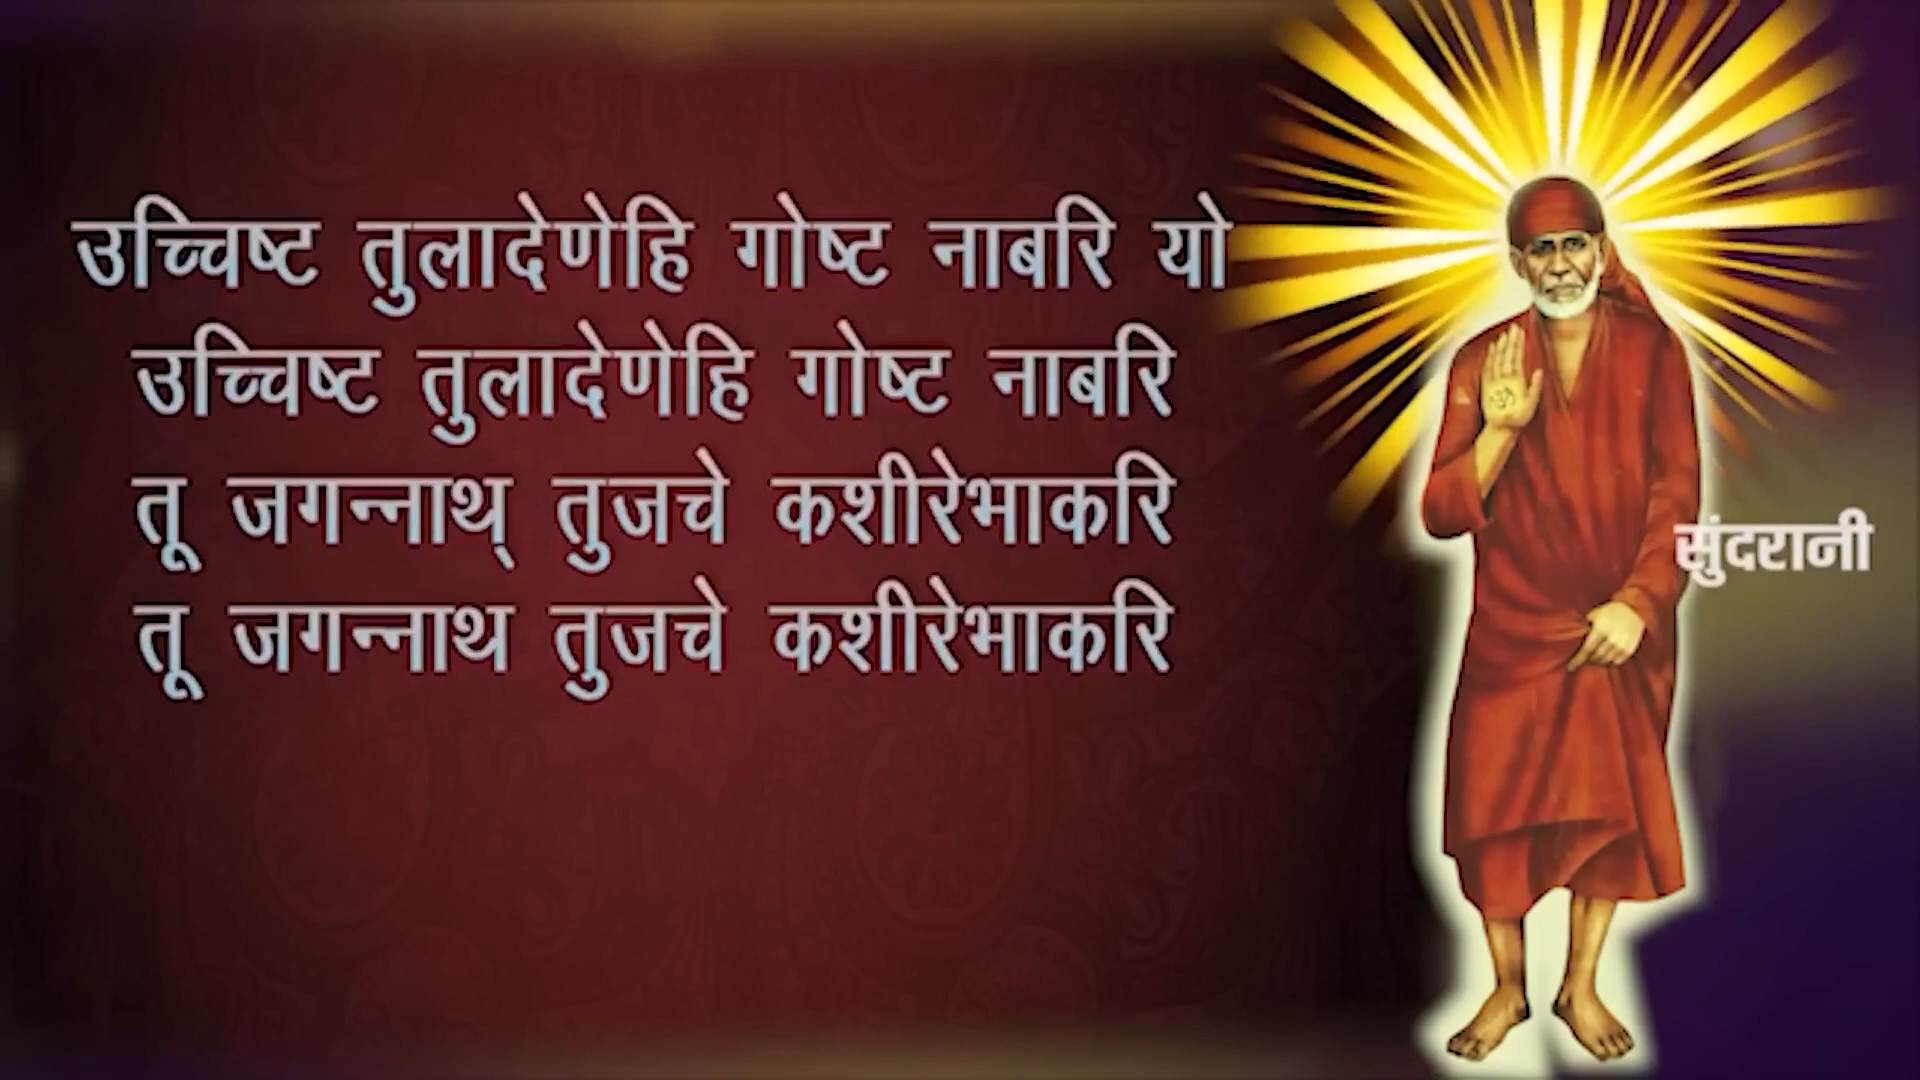 उच्चिष्ट तुलादेणेहि गोष्ट नाबरि यो
उच्चिष्ट तुलादेणेहि गोष्ट नाबरि
तू जगन्नाथ् तुजचे कशीरेभाकरि
तू जगन्नाथ तुजचे कशीरेभाकरि
सुंदरानी